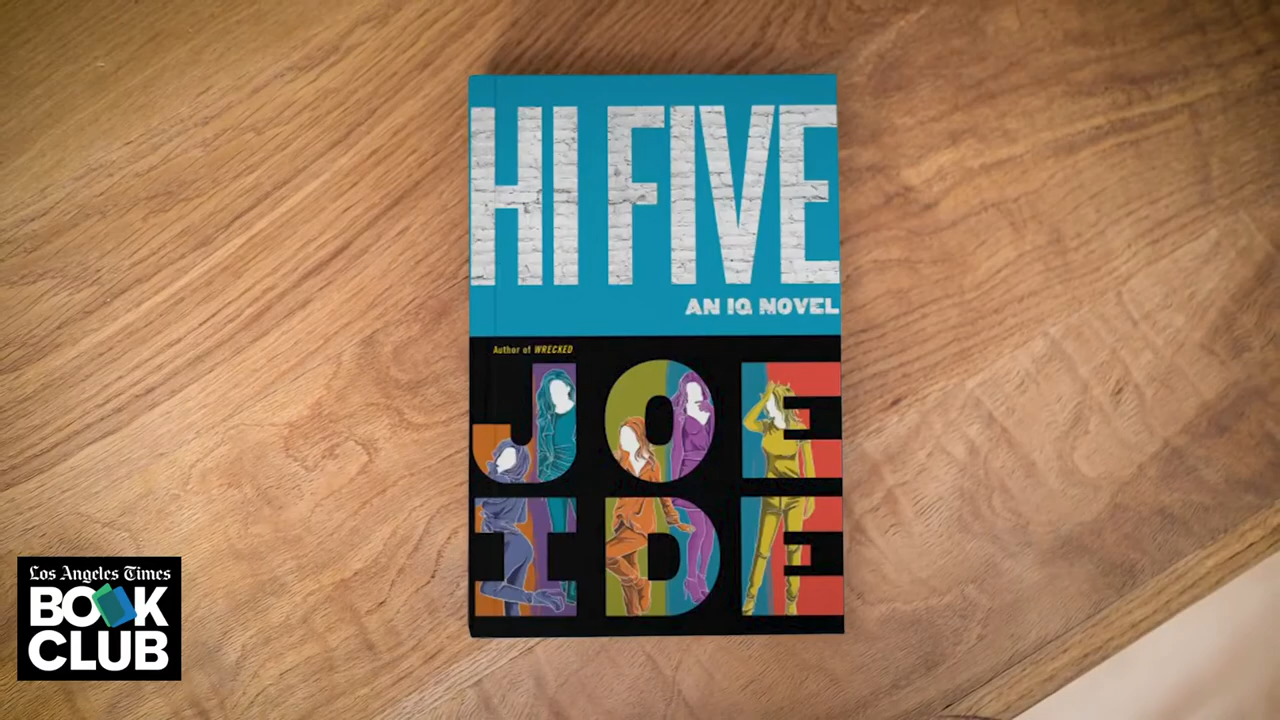 HI FIVE
AN IQ NOVEL
Author of WRECKED
JOE
IDE
Los Angeles Times
BOOK
CLUB